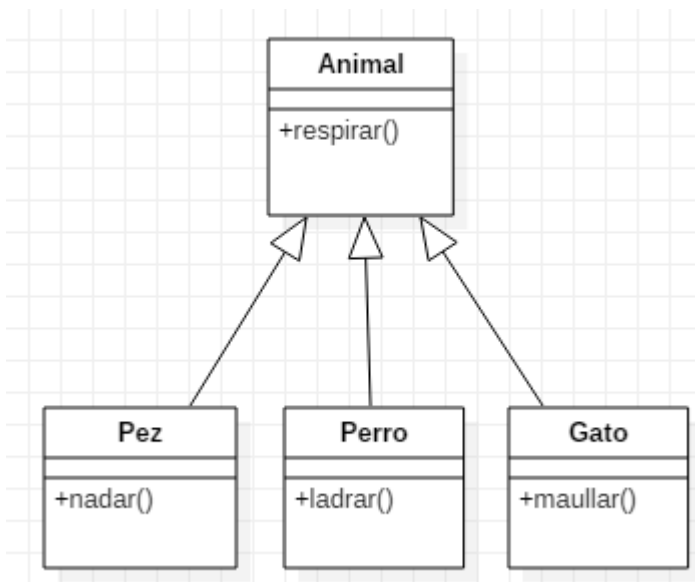 Animal
+respirar()
Pez
+nadar()
Perro
+ladrar()
Gato
+maullar()